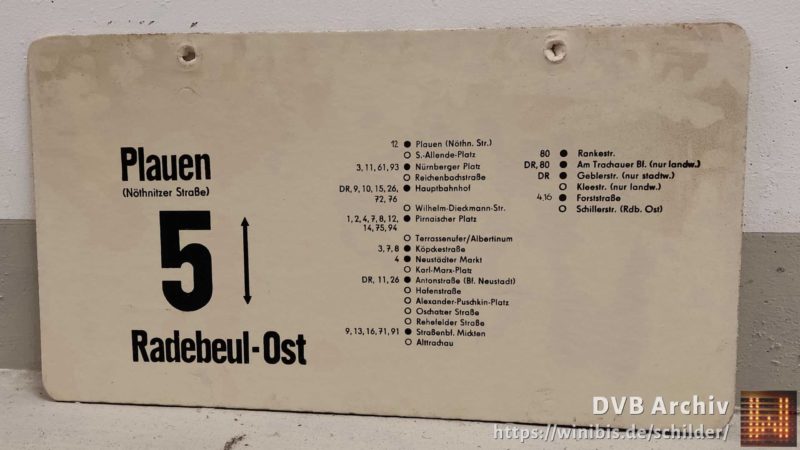 Plauen
(Nöthnitzer Straße)
5
Radebeul-Ost
12 Plauen (Nöthn. Str.)
S.-Allende-Platz
3, 11, 61, 93 Nürnberger Platz
Reichenbachstraße
DR, 9, 10, 15, 26, Hauptbahnhof
72, 76
Wilhelm-Dieckmann-Str.
1, 2, 4, 7, 8, 12, Pirnaischer Platz
14, 75, 94
Terrassenufer/Albertinum
3, 7, 8 Köpckestraße
4 Neustädter Markt
Karl-Marx-Platz
DR, 11, 26 Antonstraße (Bf. Neustadt)
Hafenstraße
Alexander-Puschkin-Platz
Oschatzer Straße
Rehefelder Straße
9, 13, 16, 71, 91 Straßenbf. Mickten
Alttrachau
80 Rankestr.
DR, 80 Am Trachauer Bf. (nur landw.)
DR Geblerstr. (nur stadtw.)
Kleestr. (nur landw.)
4, 16 Forststraße
Schillerstr. (Rdb. Ost)
DVB Archiv
https://winibis.de/schilder/